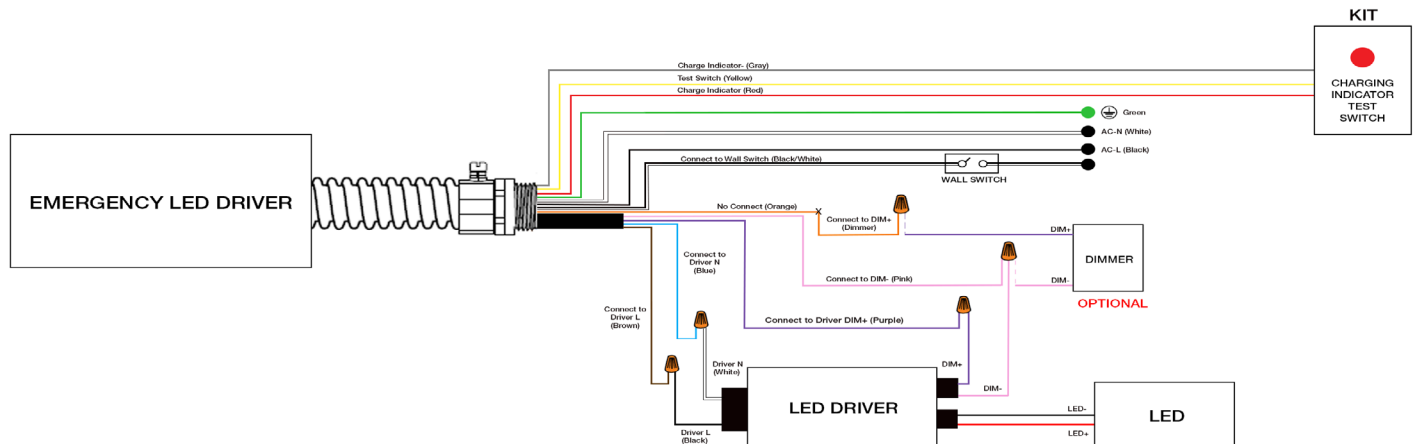 KIT
CHARGING
INDICATOR
TEST
SWITCH
Charge Indicator- (Gray)
Test Switch (Yellow)
Charge Indicator (Red)
Green
AC-N (White)
AC-L (Black)
Connect to Wall Switch (Black/White)
WALL SWITCH
EMERGENCY LED DRIVER
No Connect (Orange)
X
Connect to DIM+
(Dimmer)
DIM+
DIMMER
DIM-
OPTIONAL
Connect to DIM- (Pink)
Connect to
Driver N
(Blue)
Connect to
Driver L
(Brown)
Connect to Driver DIM+ (Purple)
Driver N
(White)
DIM+
DIM-
LED DRIVER
Driver L
(Black)
LED-
LED+
LED